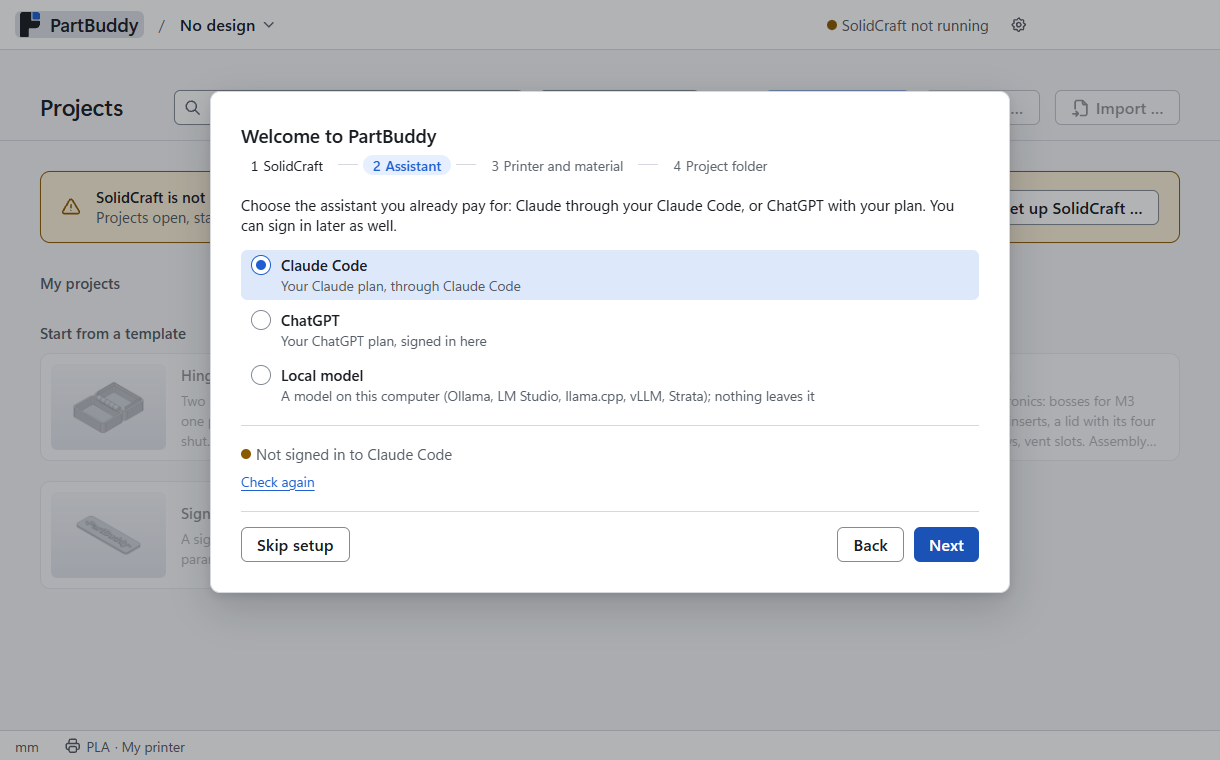 PartBuddy / No design
SolidCraft not running
Projects
...
Import ...
Welcome to PartBuddy
1 SolidCraft
2 Assistant
3 Printer and material
4 Project folder
SolidCraft is not
Projects open, sta
et up SolidCraft ...
Choose the assistant you already pay for: Claude through your Claude Code, or ChatGPT with your plan. You
can sign in later as well.
Claude Code
Your Claude plan, through Claude Code
ChatGPT
Your ChatGPT plan, signed in here
Local model
A model on this computer (Ollama, LM Studio, llama.cpp, vLLM, Strata); nothing leaves it
Not signed in to Claude Code
Check again
Skip setup
Back
Next
My projects
Start from a template
Hing
Two
one
shut.
ronics: bosses for M3
inserts, a lid with its four
s, vent slots. Assembly...
Sign
A sig
para
mm
PLA · My printer